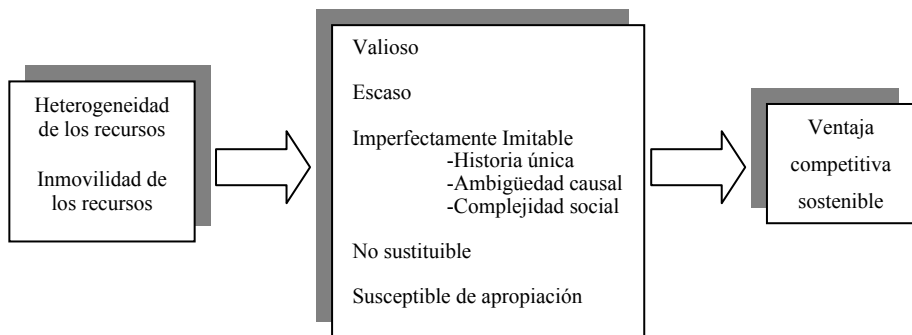 Heterogeneidad
de los recursos
Inmovilidad de
los recursos
Valioso
Escaso
Imperfectamente Imitable
-Historia única
-Ambigüedad causal
-Complejidad social
No sustituible
Susceptible de apropiación
Ventaja
competitiva
sostenible